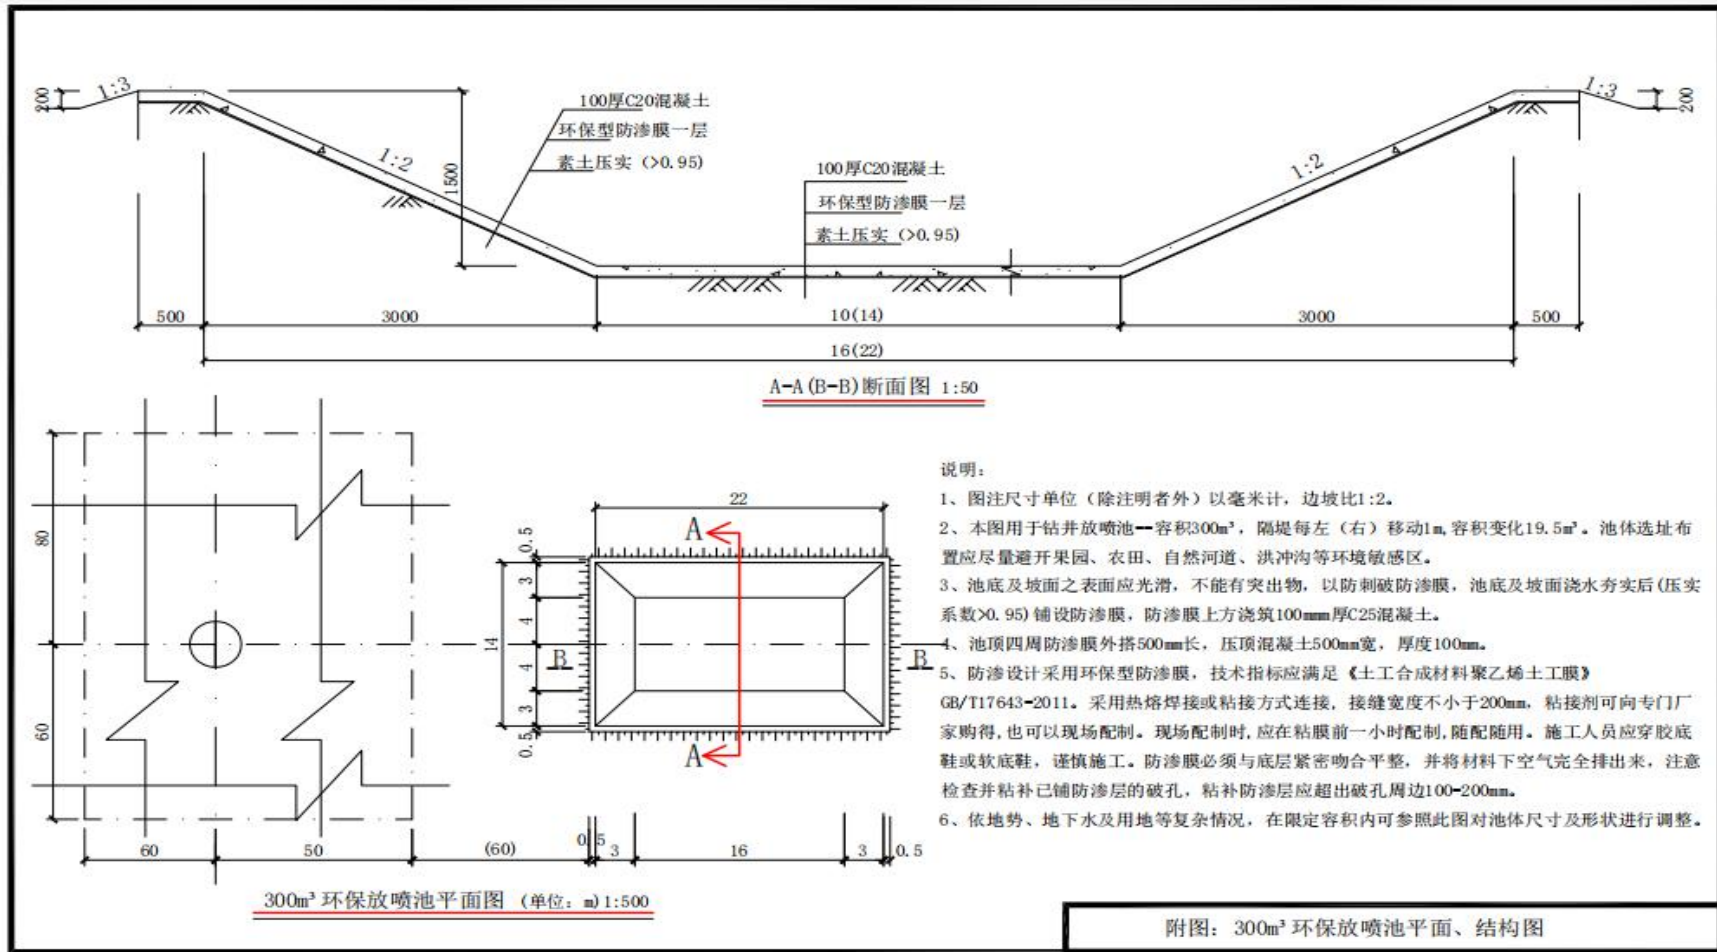 200
1:3
1:2
1500
100厚C20混凝土
环保型防渗膜一层
素土压实（>0.95)
100厚C20混凝土
环保型防渗膜一层
素土压实（>0.95)
1:2
1:3
200
500
3000
10(14)
3000
500
16(22)
A-A(B-B)断面图 1:50
80
60
60
50
(60)
22
A
0.5
3
4
14
4
3
0.5
B
B
A
0.5
3
16
3
0.5
300m³ 环保放喷池平面图 (单位：m)1:500
说明：
1、图注尺寸单位（除注明者外）以毫米计，边坡比1:2。
2、本图用于钻井放喷池--容积300m³，隔堤每左（右）移动1m,容积变化19.5m³。池体选址布
置应尽量避开果园、农田、自然河道、洪冲沟等环境敏感区。
3、池底及坡面之表面应光滑，不能有突出物，以防刺破防渗膜，池底及坡面浇水夯实后(压实
系数>0.95)铺设防渗膜，防渗膜上方浇筑100mmm厚C25混凝土。
4、池顶四周防渗膜外搭500mm长，压顶混凝土500mm宽，厚度100mm。
5、防渗设计采用环保型防渗膜，技术指标应满足《土工合成材料聚乙烯土工膜》
GB/T17643-2011。采用热熔焊接或粘接方式连接，接缝宽度不小于200mm，粘接剂可向专门厂
家购得,也可以现场配制。现场配制时,应在粘膜前一小时配制,随配随用。施工人员应穿胶底
鞋或软底鞋，谨慎施工。防渗膜必须与底层紧密吻合平整，并将材料下空气完全排出来，注意
检查并粘补已铺防渗层的破孔，粘补防渗层应超出破孔周边100-200mm。
6、依地势、地下水及用地等复杂情况，在限定容积内可参照此图对池体尺寸及形状进行调整。
附图：300m³ 环保放喷池平面、结构图